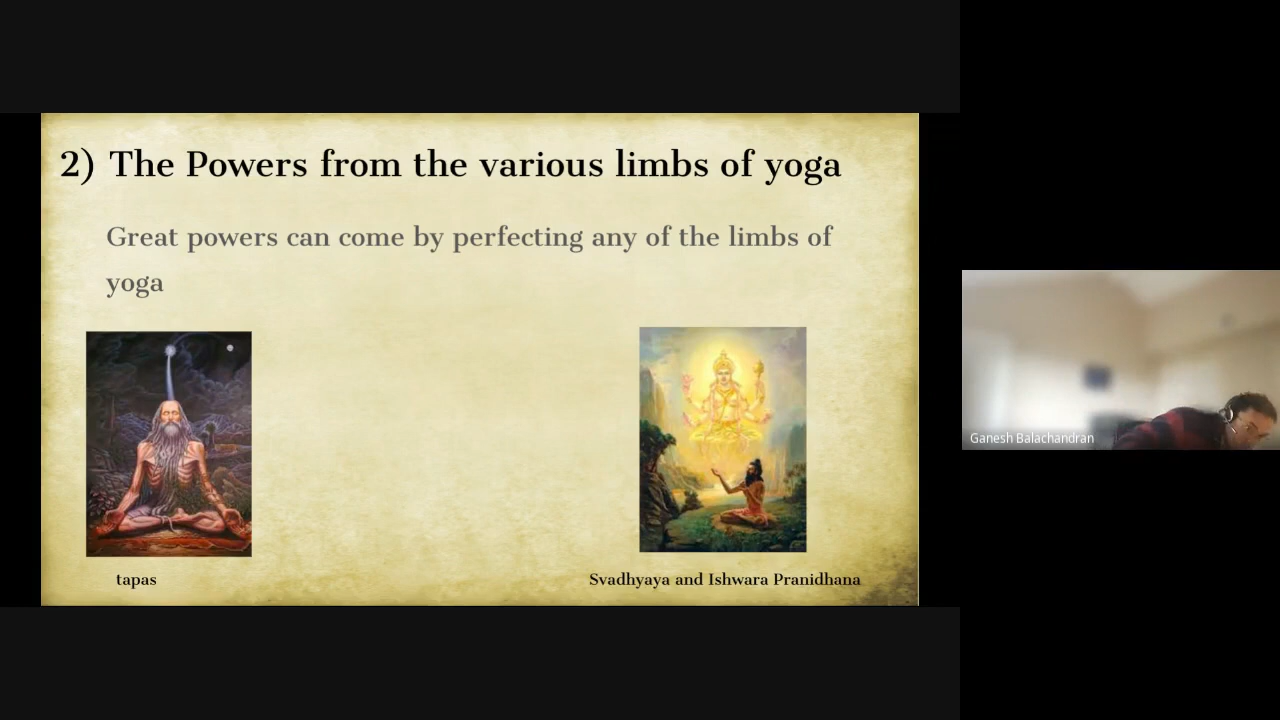 2) The Powers from the various limbs of yoga
Great powers can come by perfecting any of the limbs of
yoga
tapas
Svadhyaya and Ishwara Pranidhana
Ganesh Balachandran